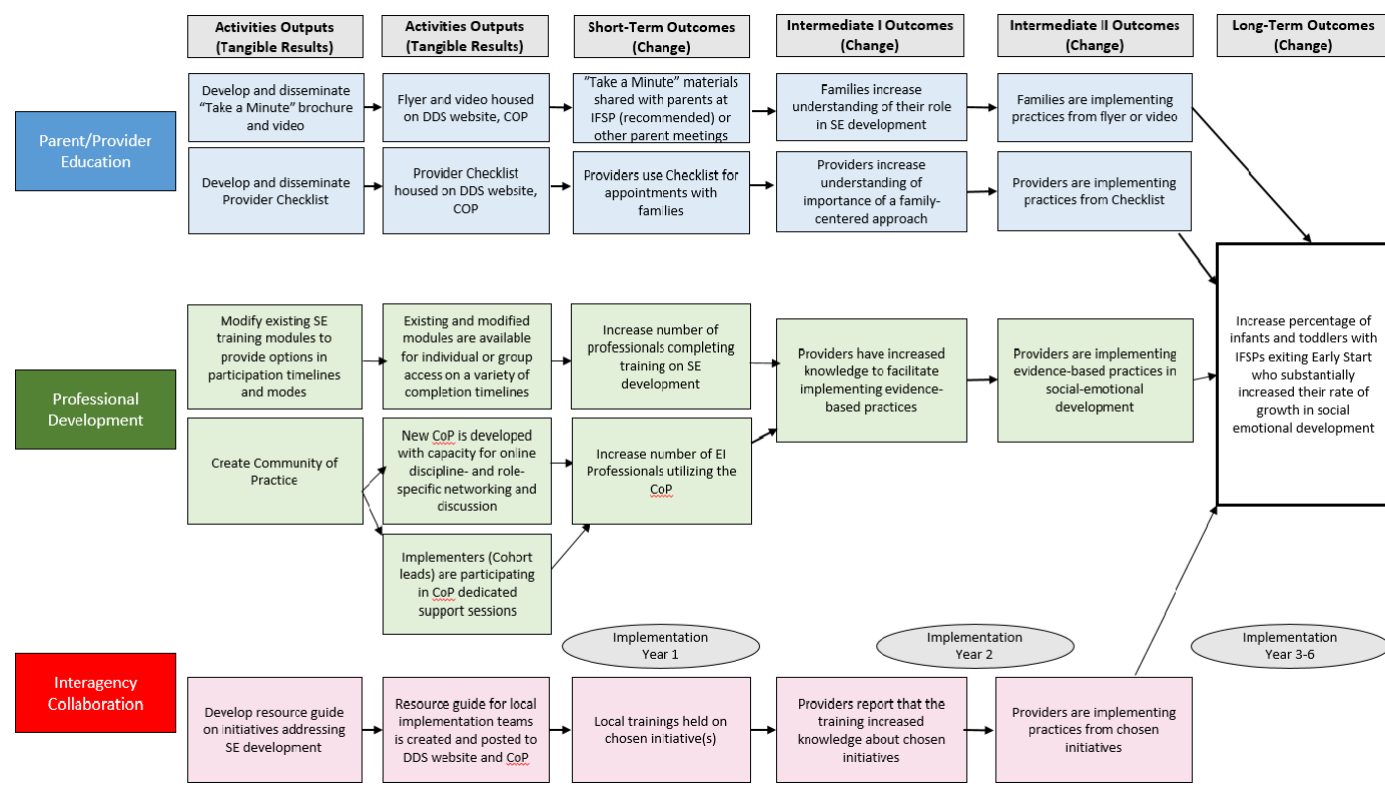 Activities Outputs
(Tangible Results)
Activities Outputs
(Tangible Results)
Short-Term Outcomes
(Change)
Intermediate I Outcomes
(Change)
Intermediate II Outcomes
(Change)
Long-Term Outcomes
(Change)
Parent/Provider
Education
Develop and disseminate
“Take a Minute” brochure
and video
Flyer and video housed
on DDS website, COP
“Take a Minute” materials
shared with parents at
IFSP (recommended) or
other parent meetings
Families increase
understanding of their role
in SE development
Families are implementing
practices from flyer or video
Develop and disseminate
Provider Checklist
Provider Checklist
housed on DDS website,
COP
Providers use Checklist for
appointments with
families
Providers increase
understanding of
importance of a family-
centered approach
Providers are implementing
practices from Checklist
Professional
Development
Modify existing SE
training modules to
provide options in
participation timelines
and modes
Existing and modified
modules are available
for individual or group
access on a variety of
completion timelines
Increase number of
professionals completing
training on SE
development
Providers have increased
knowledge to facilitate
implementing evidence-
based practices
Providers are implementing
evidence-based practices in
social-emotional
development
Increase percentage of
infants and toddlers with
IFSPs exiting Early Start
who substantially
increased their rate of
growth in social
emotional development
Create Community of
Practice
New CoP is developed
with capacity for online
discipline- and role-
specific networking and
discussion
Increase number of EI
Professionals utilizing the
CoP
Implementers (Cohort
leads) are participating
in CoP dedicated
support sessions
Implementation
Year 1
Implementation
Year 2
Implementation
Year 3-6
Interagency
Collaboration
Develop resource guide
on initiatives addressing
SE development
Resource guide for local
implementation teams
is created and posted to
DDS website and CoP
Local trainings held on
chosen initiative(s)
Providers report that the
training increased
knowledge about chosen
initiatives
Providers are implementing
practices from chosen
initiatives